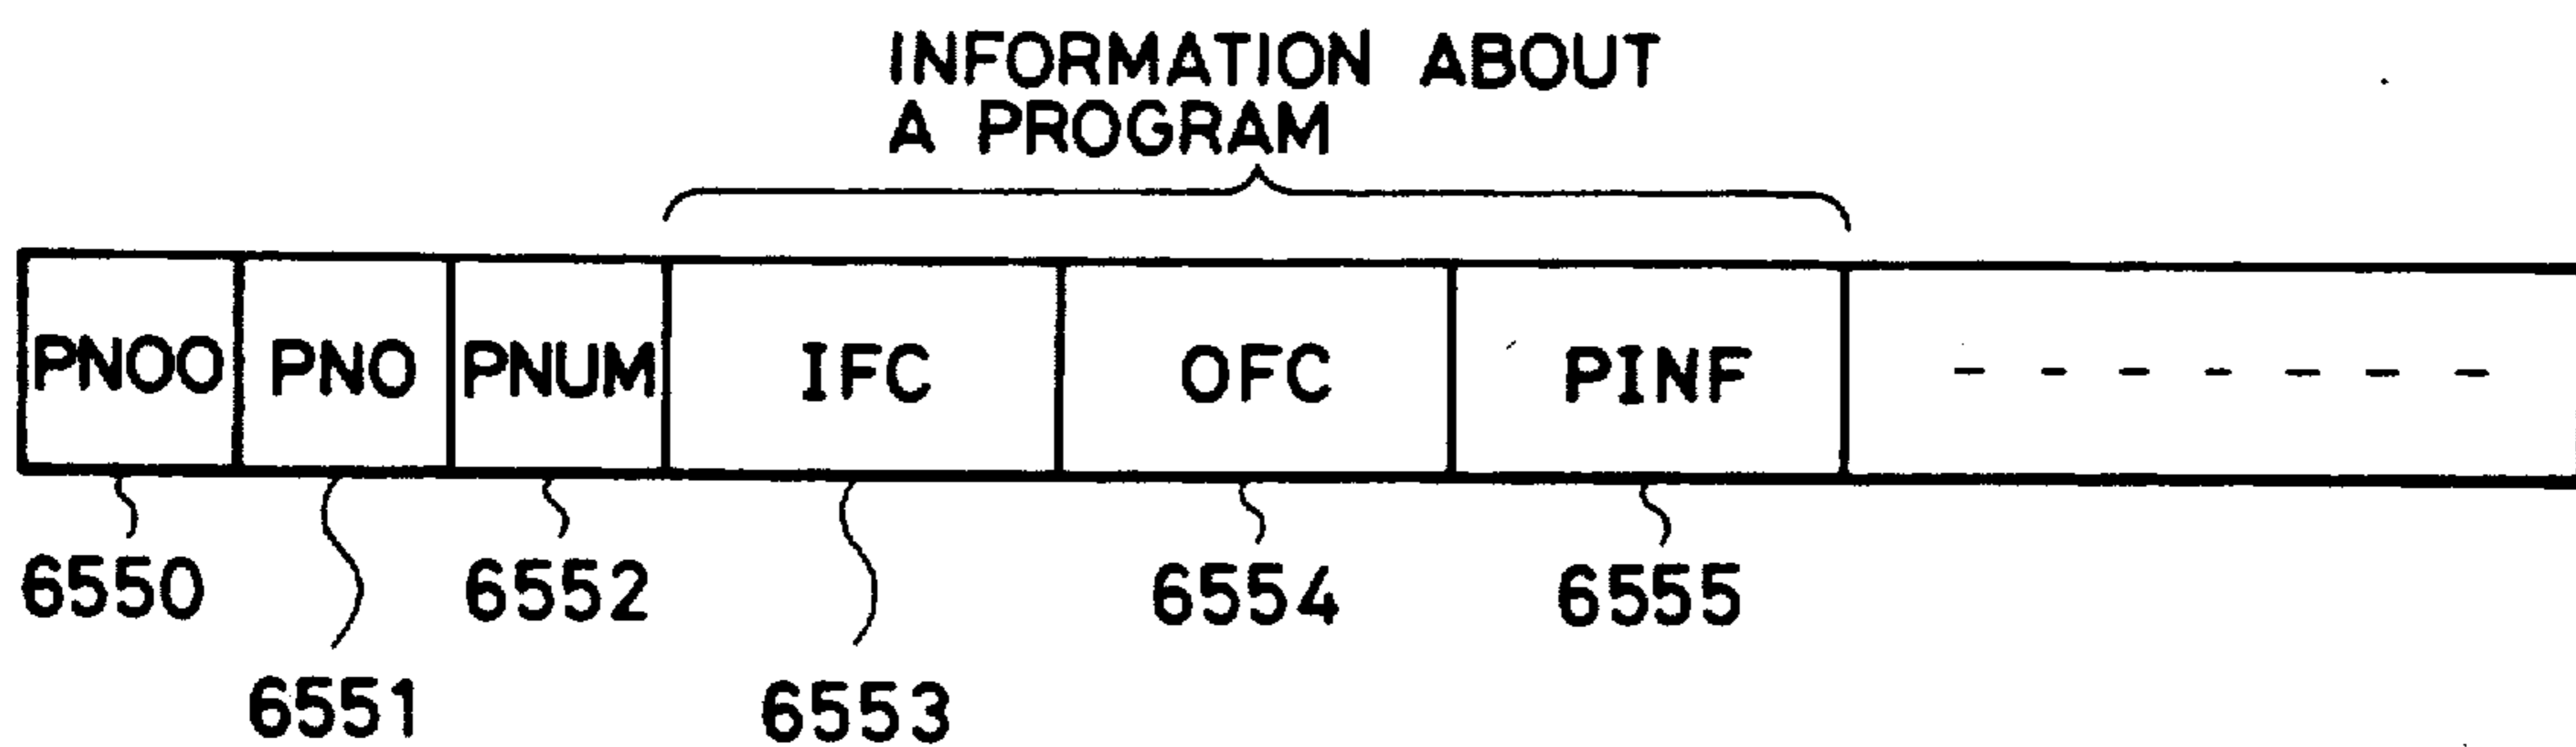 INFORMATION ABOUT
A PROGRAM
PNOO PNO PNUM IFC OFC PINF - - - - - - -
6550 6552 6554 6555
6551 6553